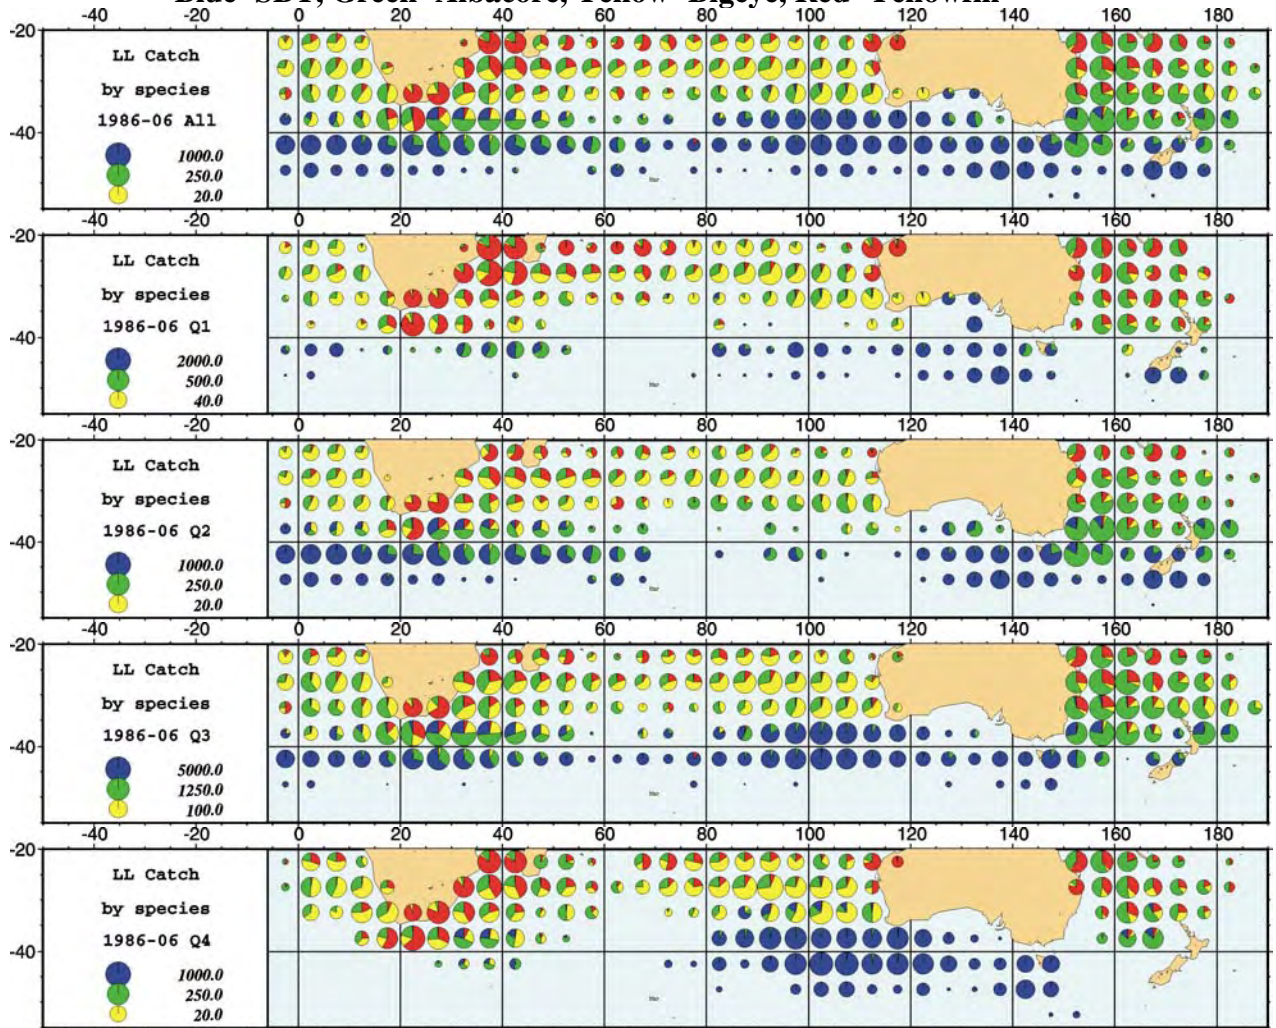 Blue=SBT, Green=Albacore, Yellow=Bigeye, Red=Yellowfin
-40 -20 0 20 40 60 80 100 120 140 160 180
-20
LL Catch
by species
1986-06 All
-40
1000.0
250.0
20.0
-40 -20 0 20 40 60 80 100 120 140 160 180
-20
LL Catch
by species
1986-06 Q1
-40
2000.0
500.0
40.0
-40 -20 0 20 40 60 80 100 120 140 160 180
-20
LL Catch
by species
1986-06 Q2
-40
1000.0
250.0
20.0
-40 -20 0 20 40 60 80 100 120 140 160 180
-20
LL Catch
by species
1986-06 Q3
-40
5000.0
1250.0
100.0
-40 -20 0 20 40 60 80 100 120 140 160 180
-20
LL Catch
by species
1986-06 Q4
-40
1000.0
250.0
20.0